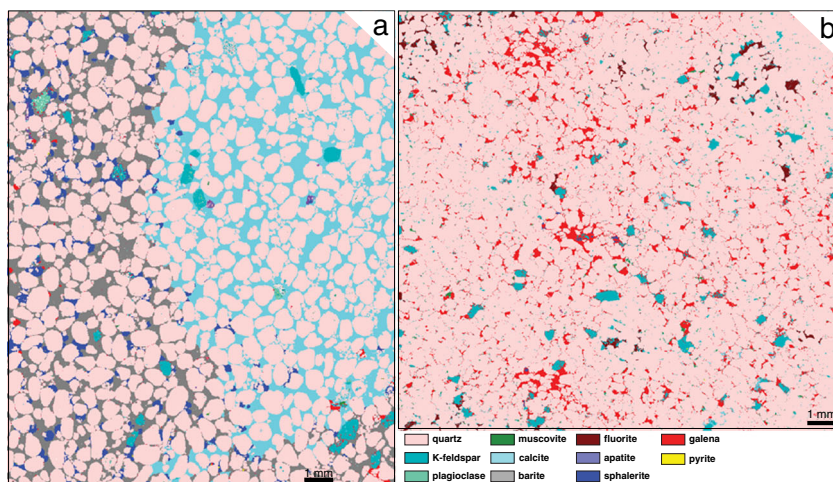 a
b
1 mm
1 mm
quartz muscovite fluorite galena
K-feldspar calcite apatite pyrite
plagioclase barite sphalerite